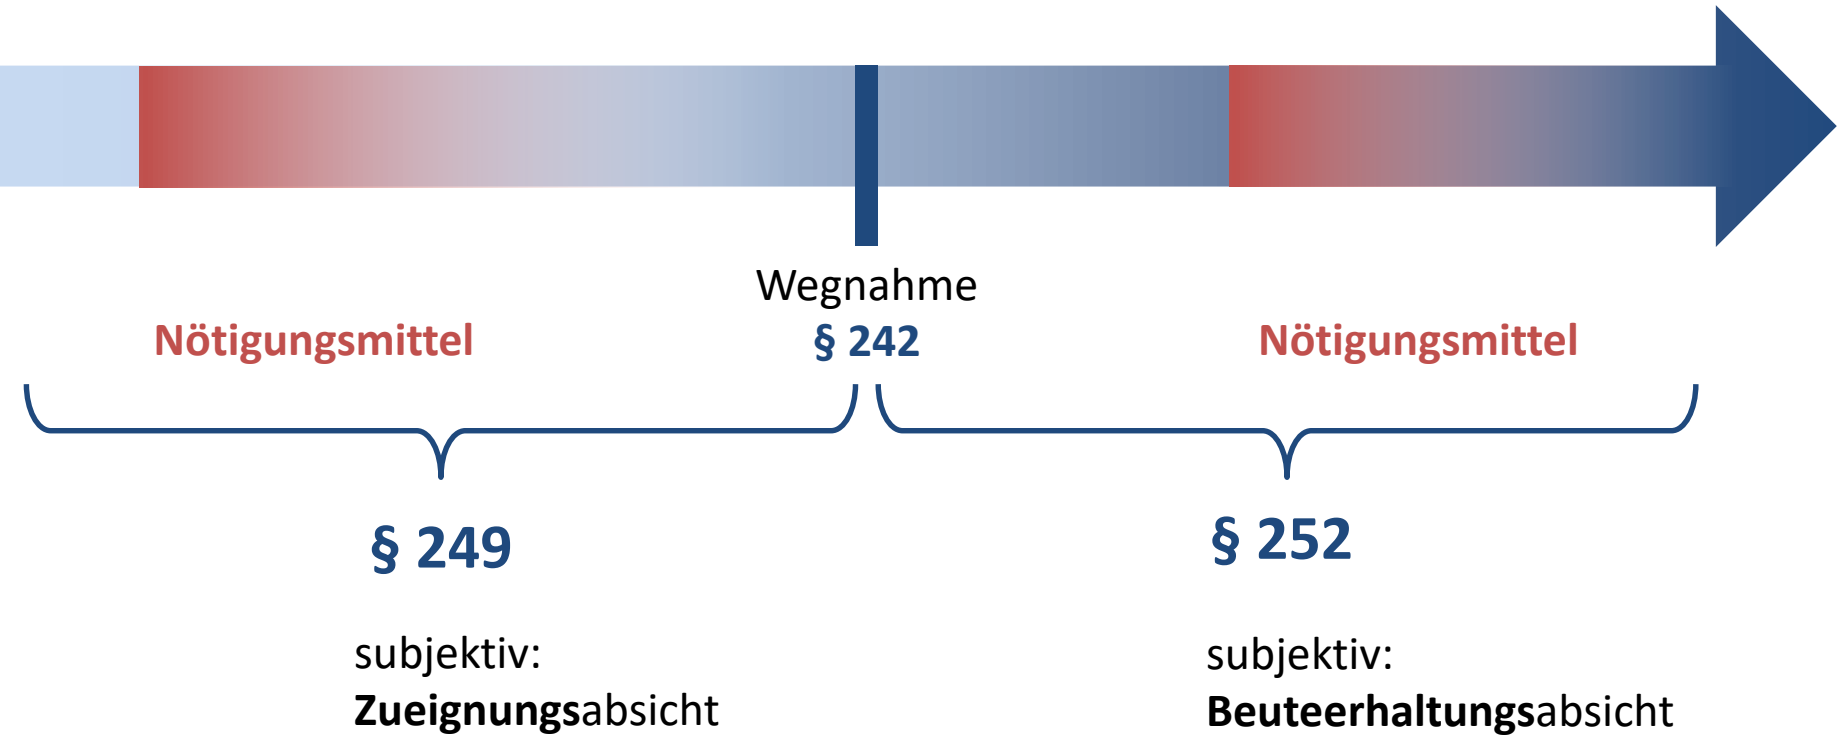 Wegnahme
§ 242
Nötigungsmittel
Nötigungsmittel
§ 249
§ 252
subjektiv:
Zueignungsabsicht
subjektiv:
Beuteerhaltungsabsicht